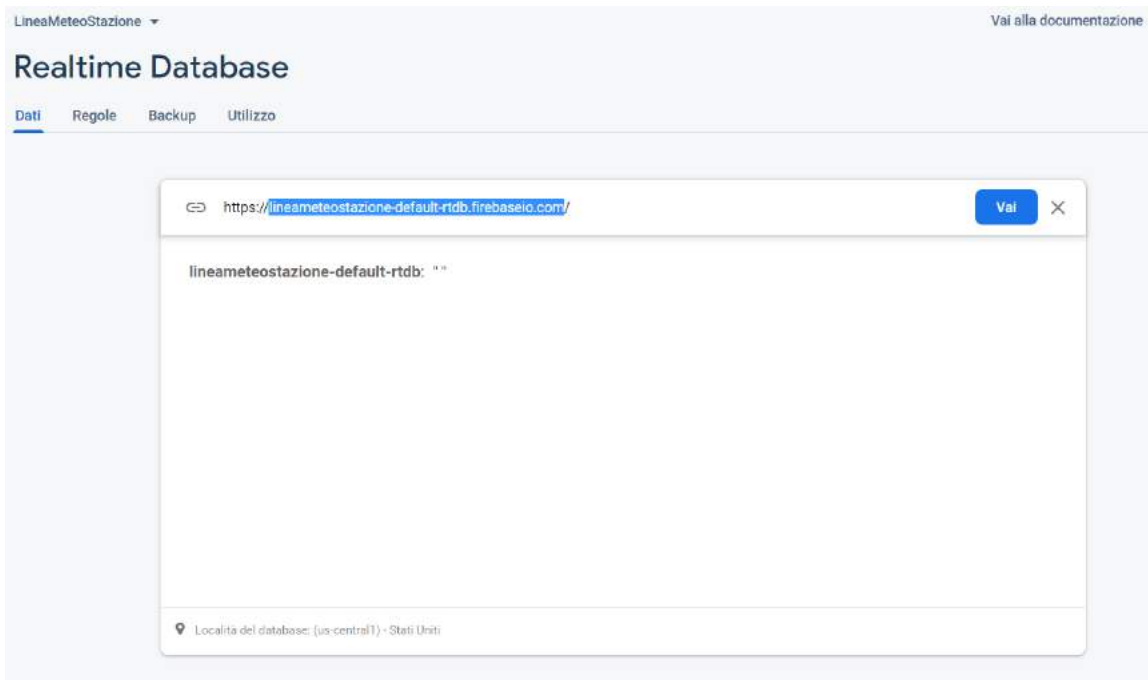 LineaMeteoStazione
Vai alla documentazione
Realtime Database
Dati Regole Backup Utilizzo
https://lineameteostazione-default-rtdb.firebaseio.com/
Vai
lineameteostazione-default-rtdb: ""
Località del database: (us-central1) - Stati Uniti